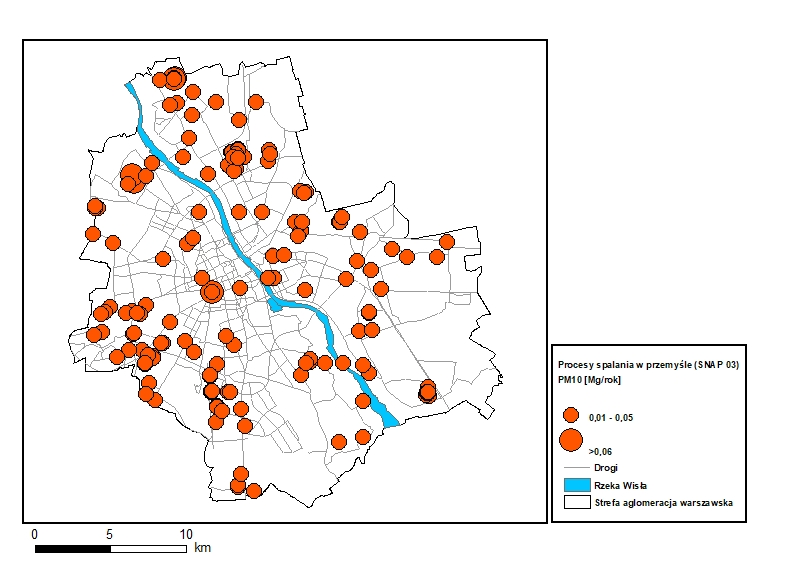 Procesy spalania w przemyśle (SNAP 03)
PM10 [Mg/rok]
0,01 - 0,05
>0,06
Drogi
Rzeka Wisła
Strefa aglomeracja warszawska
0 5 10
km